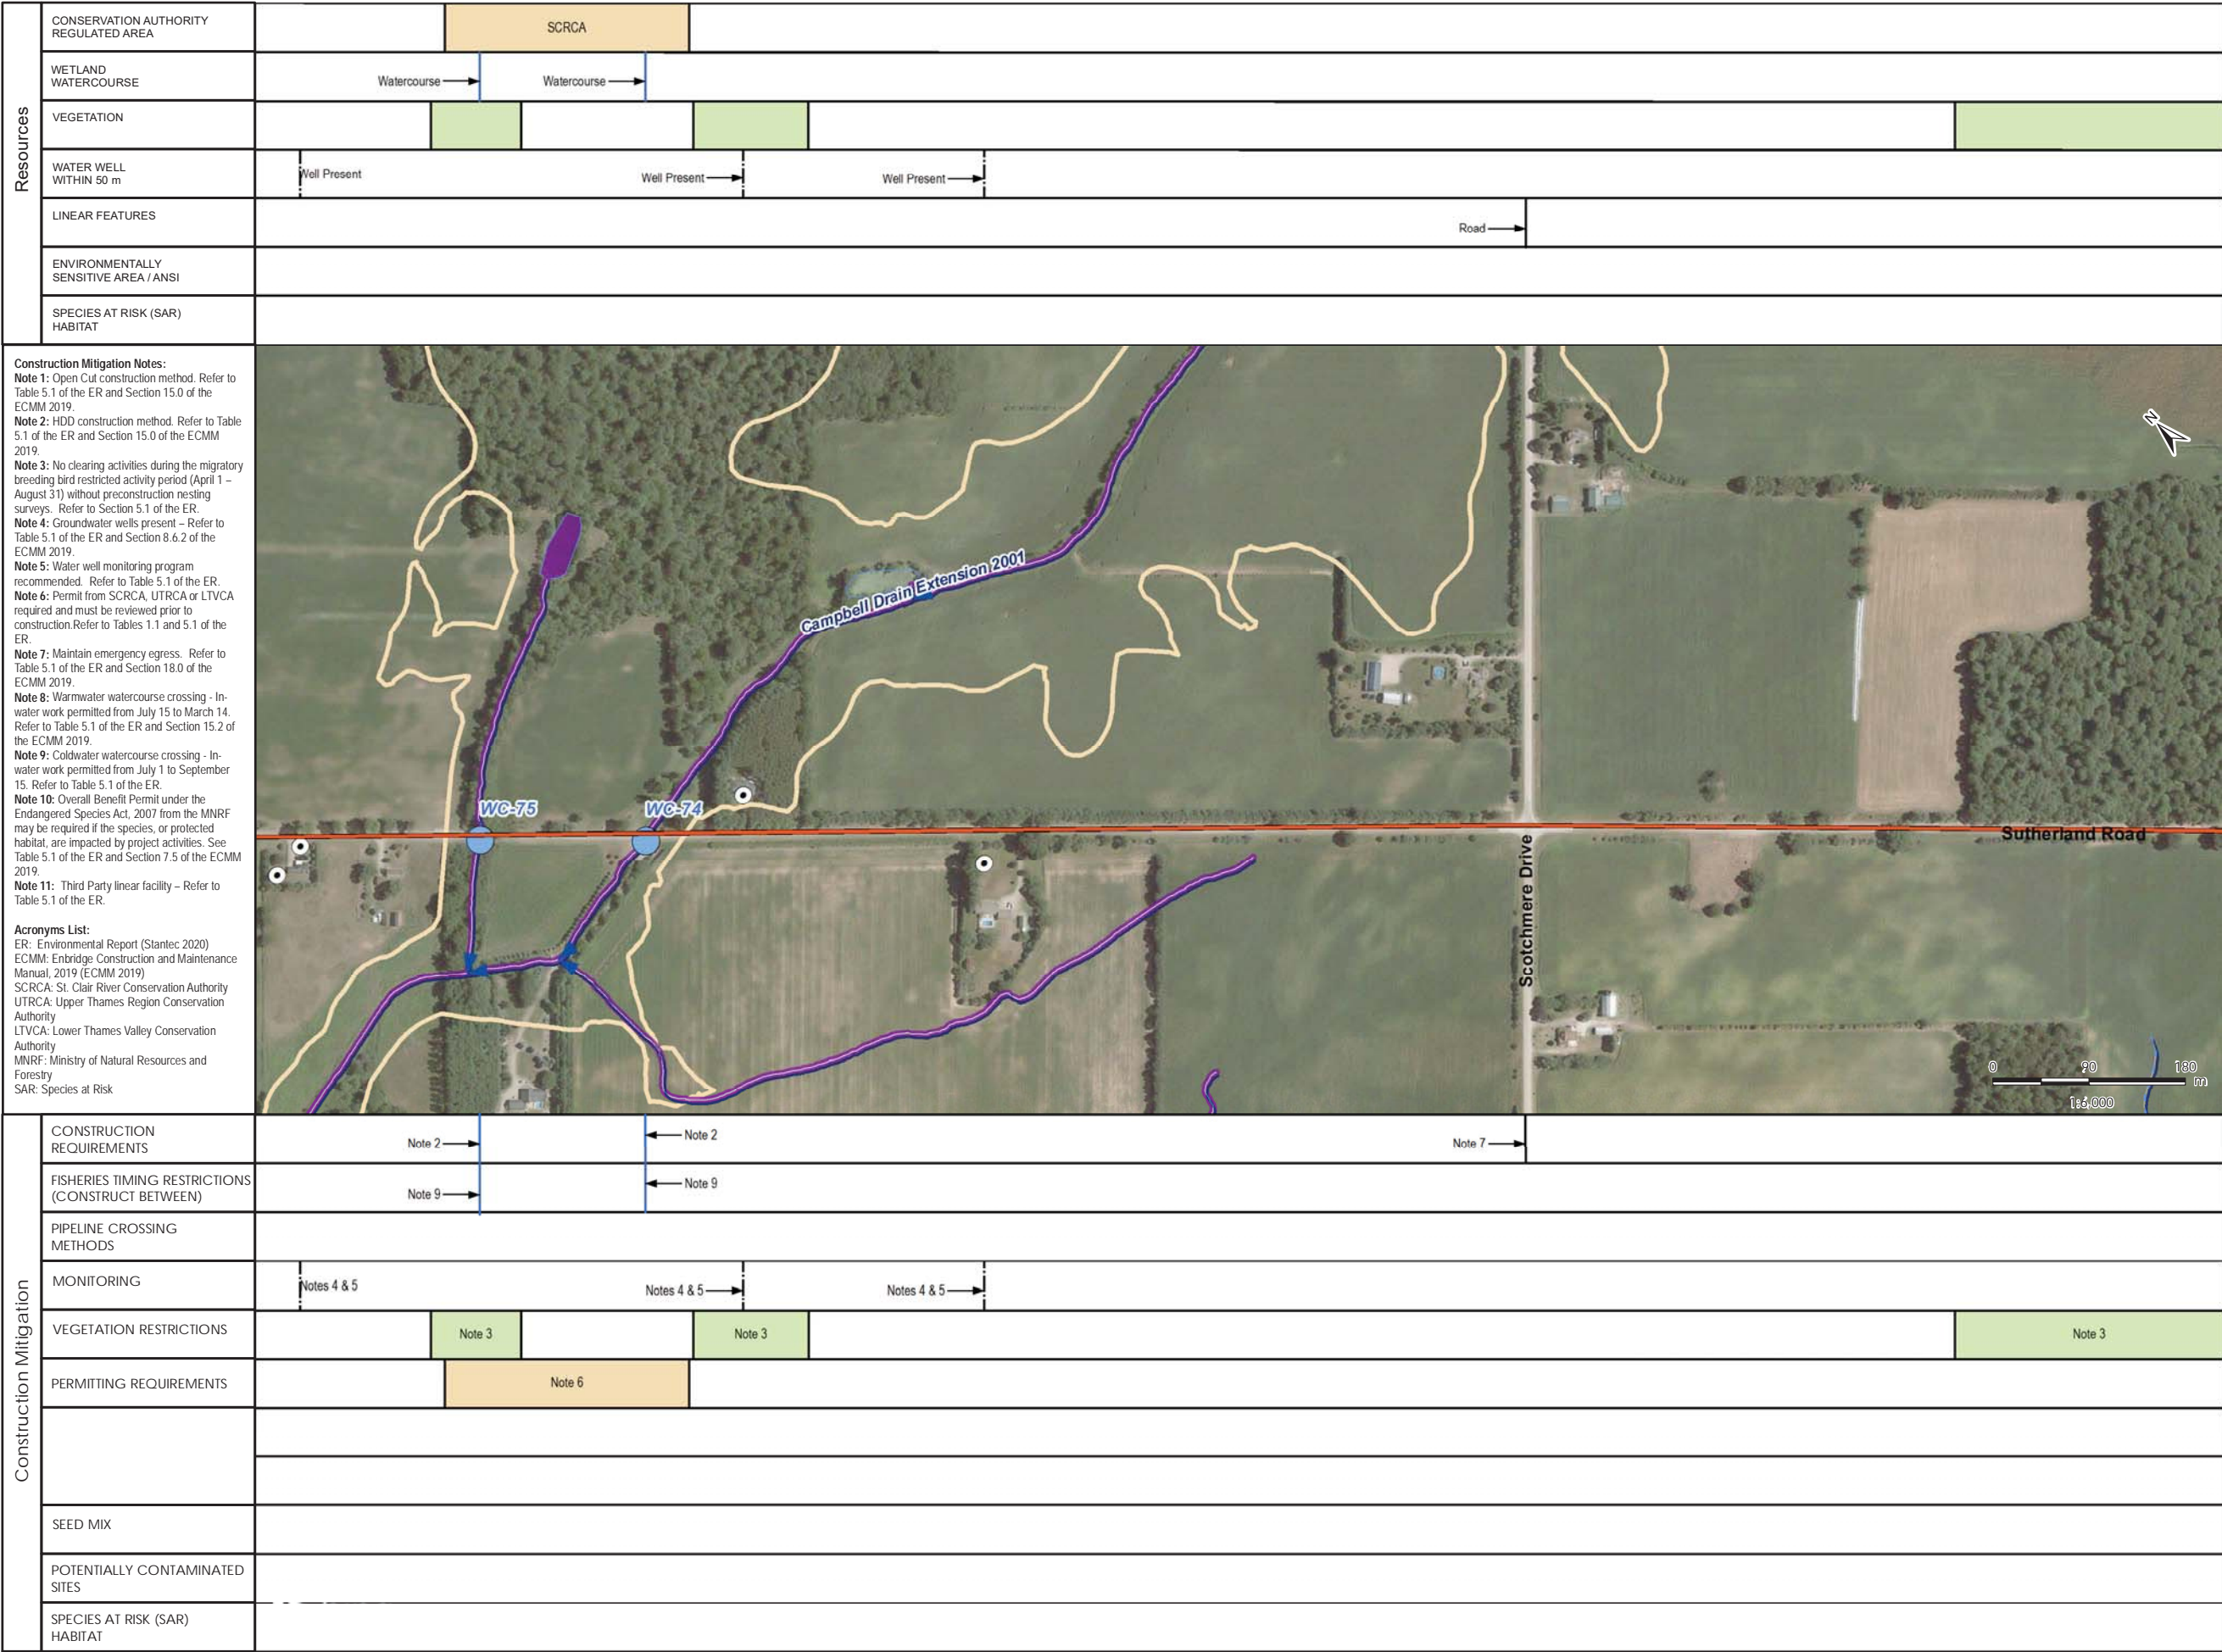 Resources
CONSERVATION AUTHORITY
REGULATED AREA
SCRCA
WETLAND
WATERCOURSE
Watercourse
Watercourse
VEGETATION
WATER WELL
WITHIN 50 m
Well Present
Well Present
Well Present
LINEAR FEATURES
Road
ENVIRONMENTALLY
SENSITIVE AREA / ANSI
SPECIES AT RISK (SAR)
HABITAT
Construction Mitigation Notes:
Note 1: Open Cut construction method. Refer to
Table 5.1 of the ER and Section 15.0 of the
ECMM 2019.
Note 2: HDD construction method. Refer to Table
5.1 of the ER and Section 15.0 of the ECMM
2019.
Note 3: No clearing activities during the migratory
breeding bird restricted activity period (April 1 –
August 31) without preconstruction nesting
surveys. Refer to Section 5.1 of the ER.
Note 4: Groundwater wells present – Refer to
Table 5.1 of the ER and Section 8.6.2 of the
ECMM 2019.
Note 5: Water well monitoring program
recommended. Refer to Table 5.1 of the ER.
Note 6: Permit from SCRCA, UTRCA or LTVCA
required and must be reviewed prior to
construction.Refer to Tables 1.1 and 5.1 of the
ER.
Note 7: Maintain emergency egress. Refer to
Table 5.1 of the ER and Section 18.0 of the
ECMM 2019.
Note 8: Warmwater watercourse crossing - In-
water work permitted from July 15 to March 14.
Refer to Table 5.1 of the ER and Section 15.2 of
the ECMM 2019.
Note 9: Coldwater watercourse crossing - In-
water work permitted from July 1 to September
15. Refer to Table 5.1 of the ER.
Note 10: Overall Benefit Permit under the
Endangered Species Act, 2007 from the MNRF
may be required if the species, or protected
habitat, are impacted by project activities. See
Table 5.1 of the ER and Section 7.5 of the ECMM
2019.
Note 11: Third Party linear facility – Refer to
Table 5.1 of the ER.
Acronyms List:
ER: Environmental Report (Stantec 2020)
ECMM: Enbridge Construction and Maintenance
Manual, 2019 (ECMM 2019)
SCRCA: St. Clair River Conservation Authority
UTRCA: Upper Thames Region Conservation
Authority
LTVCA: Lower Thames Valley Conservation
Authority
MNRF: Ministry of Natural Resources and
Forestry
SAR: Species at Risk
N
Campbell Drain Extension 2001
WC-75
WC-74
Sutherland Road
Scotchmere Drive
0 90 180
m
1:6,000
Construction Mitigation
CONSTRUCTION
REQUIREMENTS
Note 2
Note 2
Note 7
FISHERIES TIMING RESTRICTIONS
(CONSTRUCT BETWEEN)
Note 9
Note 9
PIPELINE CROSSING
METHODS
MONITORING
Notes 4 & 5
Notes 4 & 5
Notes 4 & 5
VEGETATION RESTRICTIONS
Note 3
Note 3
Note 3
PERMITTING REQUIREMENTS
Note 6
SEED MIX
POTENTIALLY CONTAMINATED
SITES
SPECIES AT RISK (SAR)
HABITAT